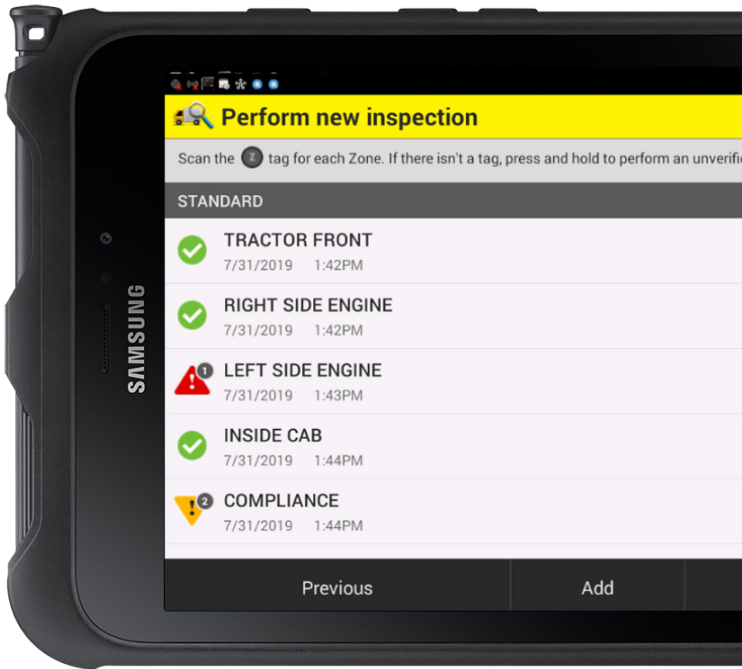 SAMSUNG
Perform new inspection
Scan the Z tag for each Zone. If there isn't a tag, press and hold to perform an unverifi
STANDARD
TRACTOR FRONT
7/31/2019 1:42PM
RIGHT SIDE ENGINE
7/31/2019 1:42PM
1
LEFT SIDE ENGINE
7/31/2019 1:43PM
INSIDE CAB
7/31/2019 1:44PM
2
COMPLIANCE
7/31/2019 1:44PM
Previous Add